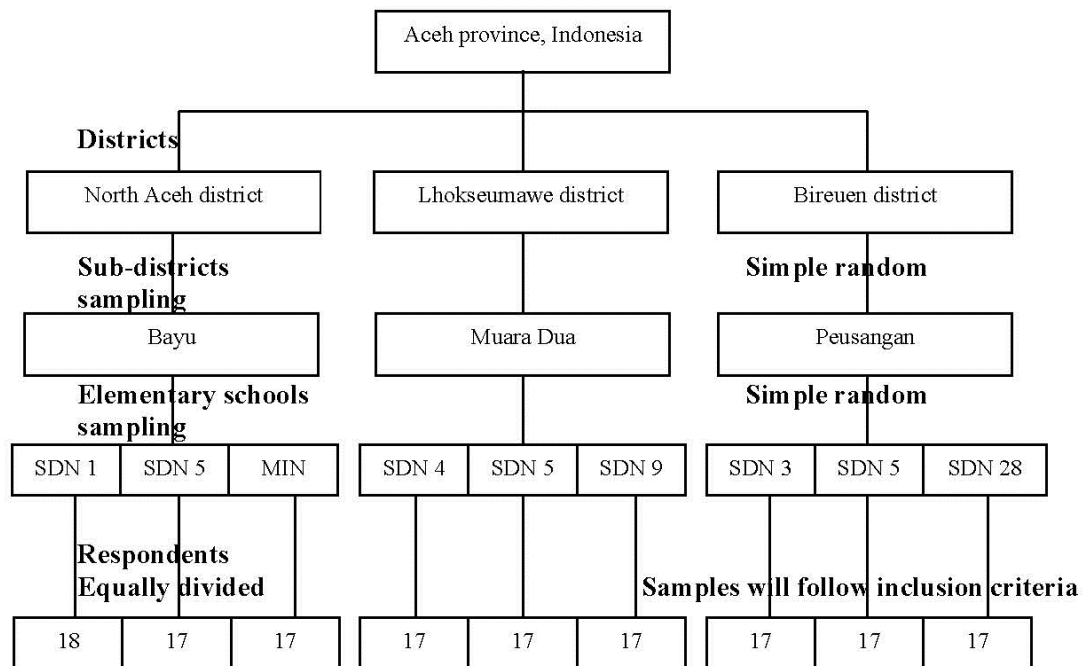 Aceh province, Indonesia
Districts
North Aceh district
Lhokseumawe district
Bireuen district
Sub-districts
sampling
Simple random
Bayu
Muara Dua
Peusangan
Elementary schools
sampling
Simple random
SDN 1 SDN 5 MIN
SDN 4 SDN 5 SDN 9
SDN 3 SDN 5 SDN 28
Respondents
Equally divided
Samples will follow inclusion criteria
18 17 17
17 17 17
17 17 17